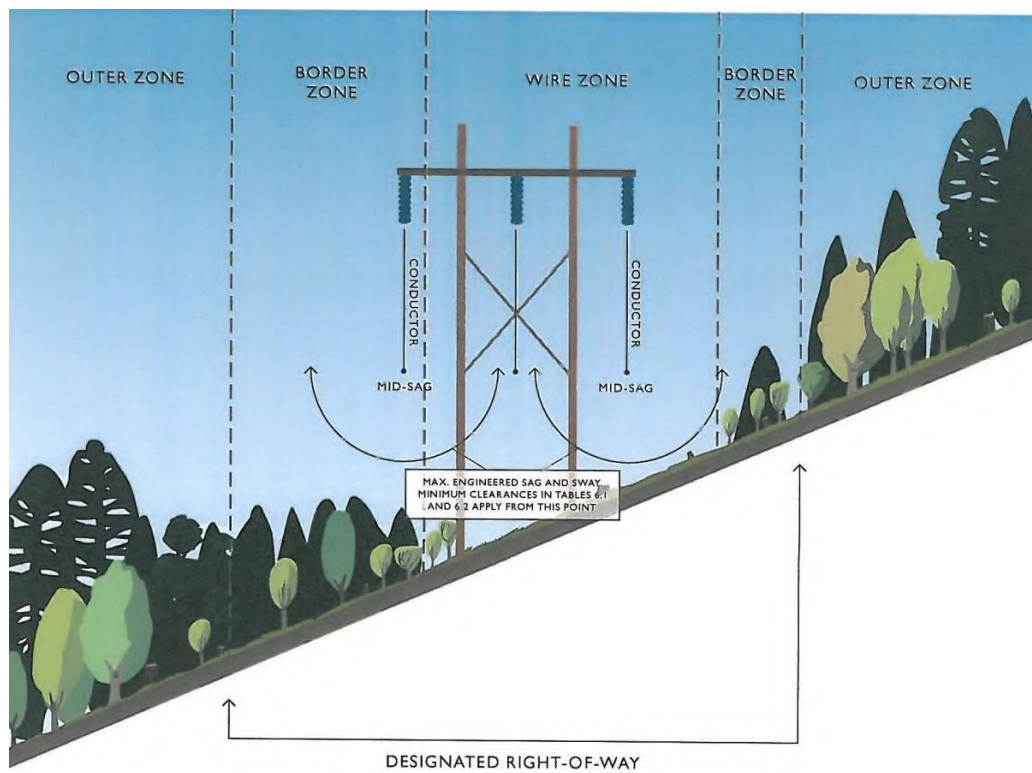 OUTER ZONE
BORDER
ZONE
WIRE ZONE
BORDER
ZONE
OUTER ZONE
CONDUCTOR
CONDUCTOR
MID-SAG
MID-SAG
MAX. ENGINEERED SAG AND SWAY
MINIMUM CLEARANCES IN TABLES 6.1
AND 6.2 APPLY FROM THIS POINT
DESIGNATED RIGHT-OF-WAY